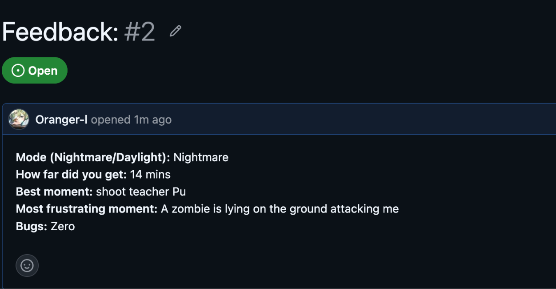 Feedback: #2
Open
Oranger-I opened 1m ago
Mode (Nightmare/Daylight): Nightmare
How far did you get: 14 mins
Best moment: shoot teacher Pu
Most frustrating moment: A zombie is lying on the ground attacking me
Bugs: Zero